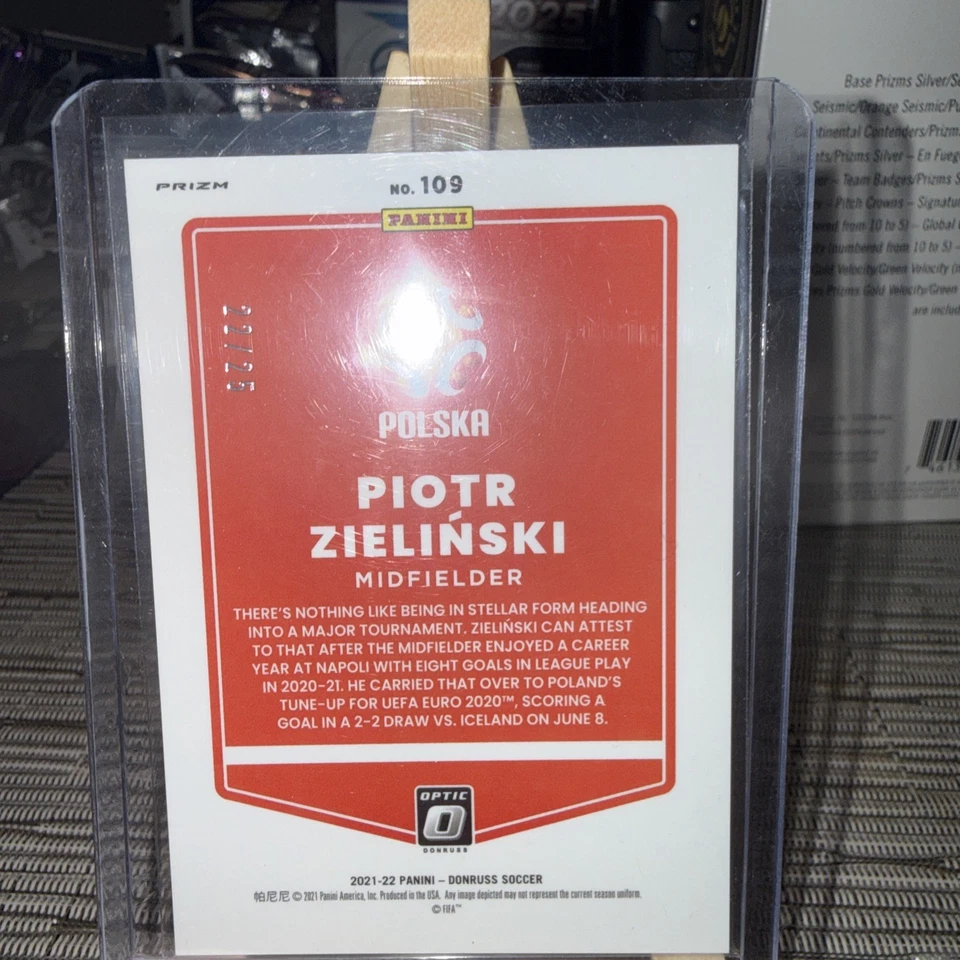 2025
PRIZM
NO. 109
PANINI
22/25
POLSKA
PIOTR
ZIELIŃSKI
MIDFIELDER
THERE'S NOTHING LIKE BEING IN STELLAR FORM HEADING
INTO A MAJOR TOURNAMENT. ZIELIŃSKI CAN ATTEST
TO THAT AFTER THE MIDFIELDER ENJOYED A CAREER
YEAR AT NAPOLI WITH EIGHT GOALS IN LEAGUE PLAY
IN 2020-21. HE CARRIED THAT OVER TO POLAND'S
TUNE-UP FOR UEFA EURO 2020™, SCORING A
GOAL IN A 2-2 DRAW VS. ICELAND ON JUNE 8.
OPTIC
O
DONRUSS
2021-22 PANINI – DONRUSS SOCCER
帕尼尼 © 2021 Panini America, Inc. Produced in the USA. Any image depicted may not represent the current season uniform.
© FIFA™
Base Prizms Silver/
Seismic/Orange Seismic/
Contenders/Prizm
/Prizms Silver – En
– Team Badges/Prizms
– Pitch Crowns –
from 10 to 5) – Global
(numbered from 10 to 5) –
Gold Velocity/Green Velocity
Prizms Gold Velocity/Green
are